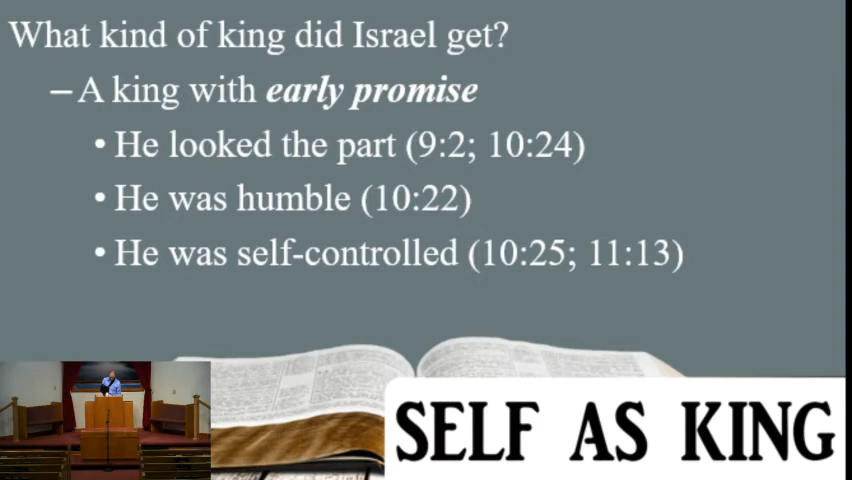 What kind of king did Israel get?
– A king with early promise
• He looked the part (9:2; 10:24)
• He was humble (10:22)
• He was self-controlled (10:25; 11:13)
SELF AS KING